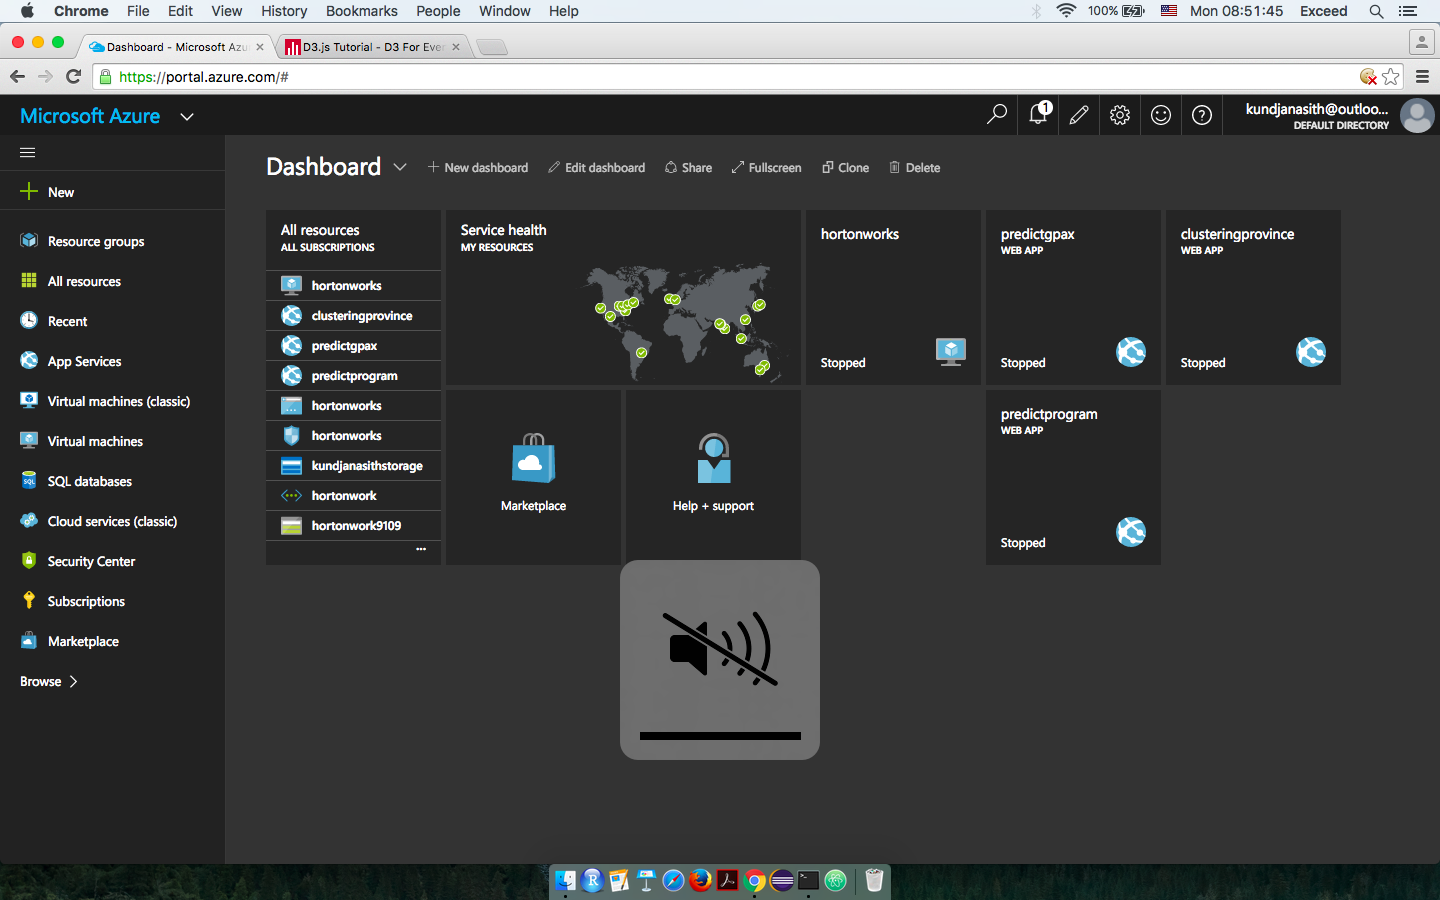 Chrome File Edit View History Bookmarks People Window Help 100% Mon 08:51:45 Exceed
Dashboard - Microsoft Azu D3.js Tutorial - D3 For Ever
https://portal.azure.com/#
Microsoft Azure 1 kundjanasith@outloo...
DEFAULT DIRECTORY
Dashboard New dashboard Edit dashboard Share Fullscreen Clone Delete
New
Resource groups
All resources
Recent
App Services
Virtual machines (classic)
Virtual machines
SQL databases
Cloud services (classic)
Security Center
Subscriptions
Marketplace
Browse
All resources
ALL SUBSCRIPTIONS
hortonworks
clusteringprovince
predictgpax
predictprogram
hortonworks
hortonworks
kundjanasithstorage
hortonwork
hortonwork9109
...
Service health
MY RESOURCES
hortonworks
Stopped
predictgpax
WEB APP
Stopped
clusteringprovince
WEB APP
Stopped
Marketplace
Help + support
predictprogram
WEB APP
Stopped
SQL
R